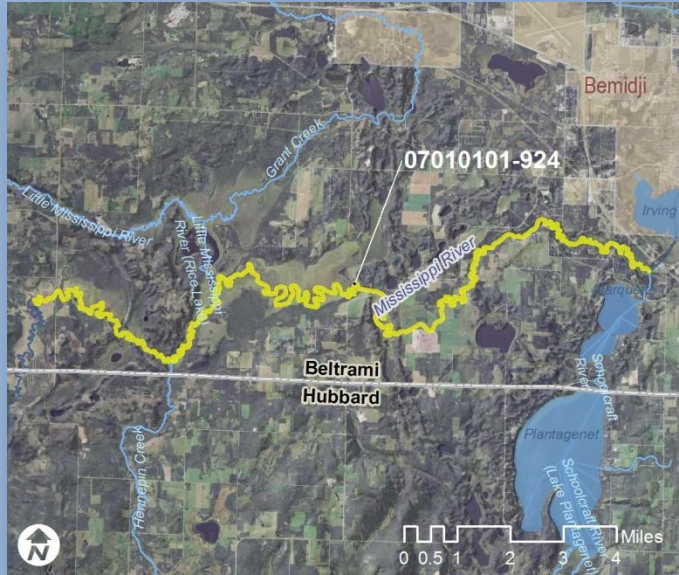 Bemidji
Grant Creek
07010101-924
Little Mississippi River
Little Mississippi
River (Rice Lake)
Irving
Mississippi River
Marquette
Beltrami
Hubbard
Schoolcraft
River
Plantagenet
Hennepin Creek
Schoolcraft River
(Lake Plantagenet)
N
Miles
0 0.5 1 2 3 4